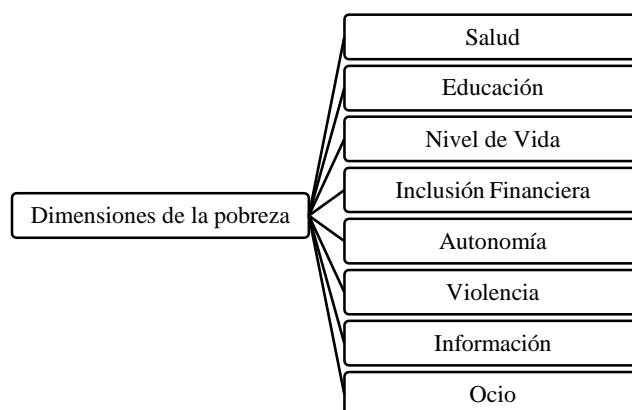 Salud
Educación
Nivel de Vida
Inclusión Financiera
Dimensiones de la pobreza
Autonomía
Violencia
Información
Ocio